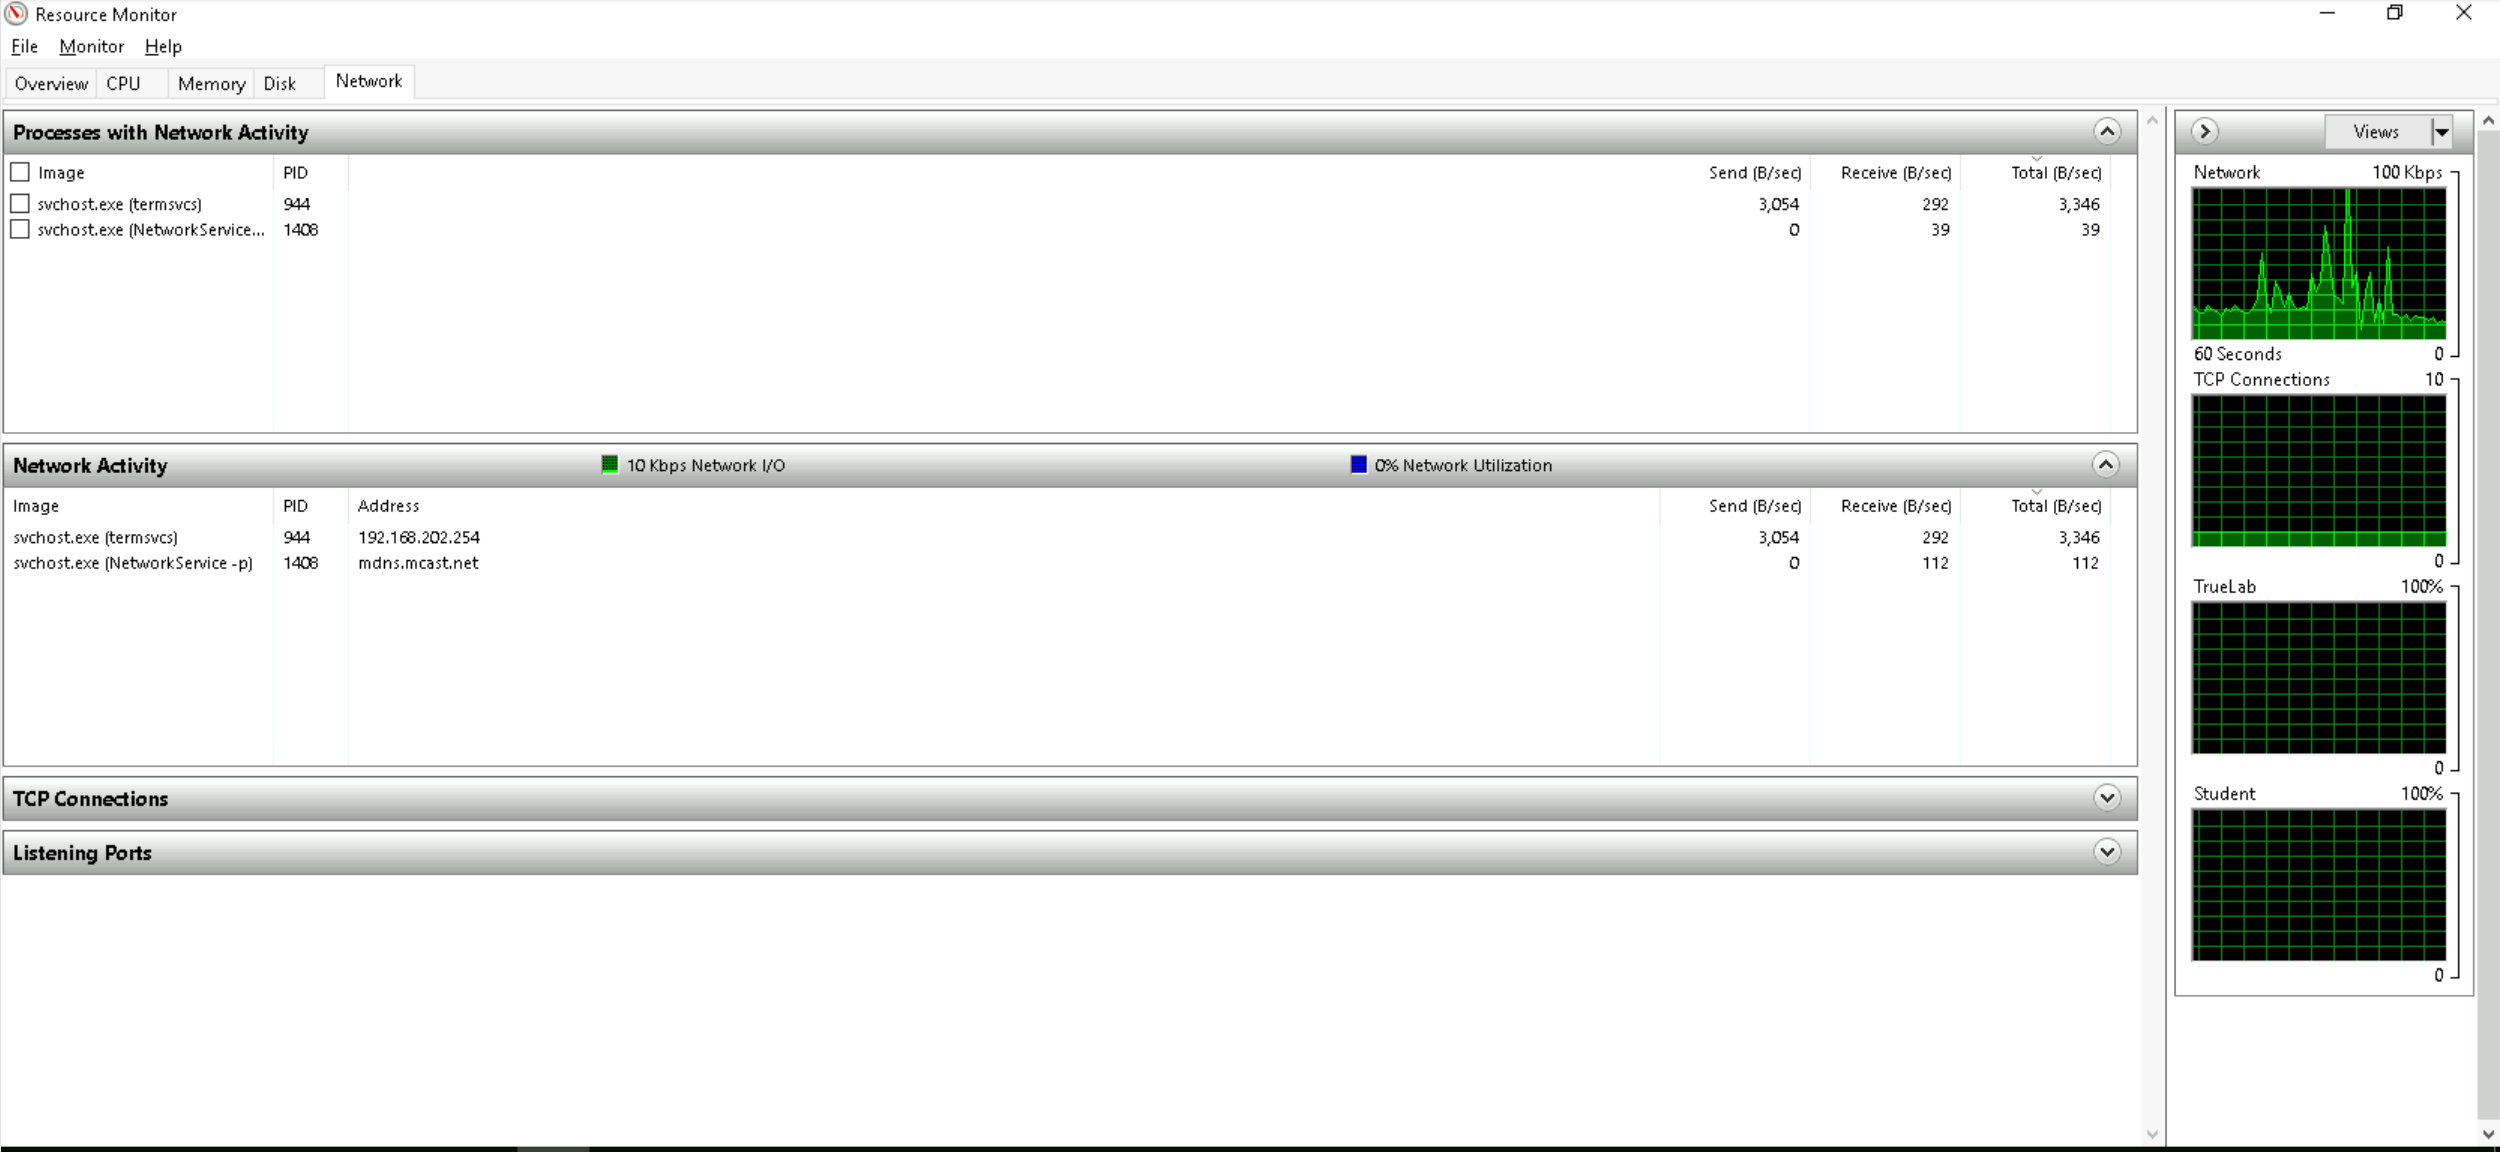 Resource Monitor
File Monitor Help
Overview CPU Memory Disk Network
Processes with Network Activity
Image PID Send (B/sec) Receive (B/sec) Total (B/sec)
svchost.exe (termsvcs) 944 3,054 292 3,346
svchost.exe (NetworkService... 1408 0 39 39
Network Activity 10 Kbps Network I/O 0% Network Utilization
Image PID Address Send (B/sec) Receive (B/sec) Total (B/sec)
svchost.exe (termsvcs) 944 192.168.202.254 3,054 292 3,346
svchost.exe (NetworkService -p) 1408 mdns.mcast.net 0 112 112
TCP Connections
Listening Ports
Views
Network 100 Kbps
60 Seconds 0
TCP Connections 10
0
TrueLab 100%
0
Student 100%
0